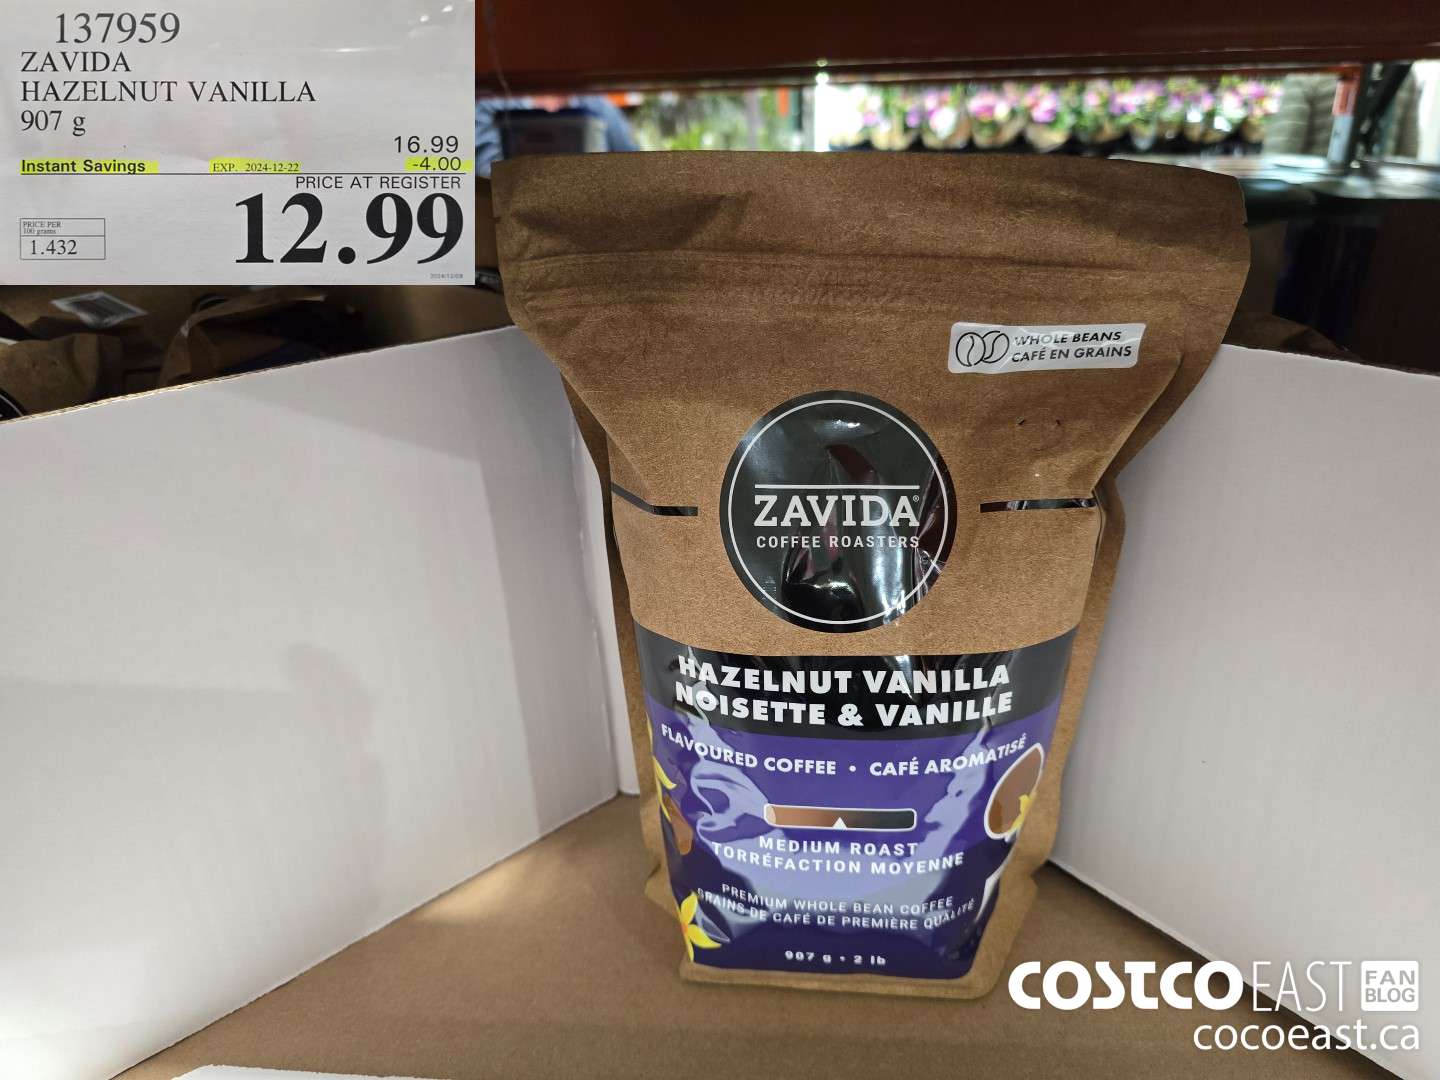 137959
ZAVIDA
HAZELNUT VANILLA
907 g
16.99
Instant Savings EXP. 2024-12-22 -4.00
PRICE AT REGISTER
12.99
PRICE PER
100 grams
1.432
2024/12/09
WHOLE BEANS
CAFÉ EN GRAINS
ZAVIDA®
COFFEE ROASTERS
HAZELNUT VANILLA
NOISETTE & VANILLE
FLAVOURED COFFEE • CAFÉ AROMATISÉ
MEDIUM ROAST
TORRÉFACTION MOYENNE
PREMIUM WHOLE BEAN COFFEE
GRAINS DE CAFÉ DE PREMIÈRE QUALITÉ
907 g • 2 lb
COSTCO EAST FAN BLOG
cocoeast.ca